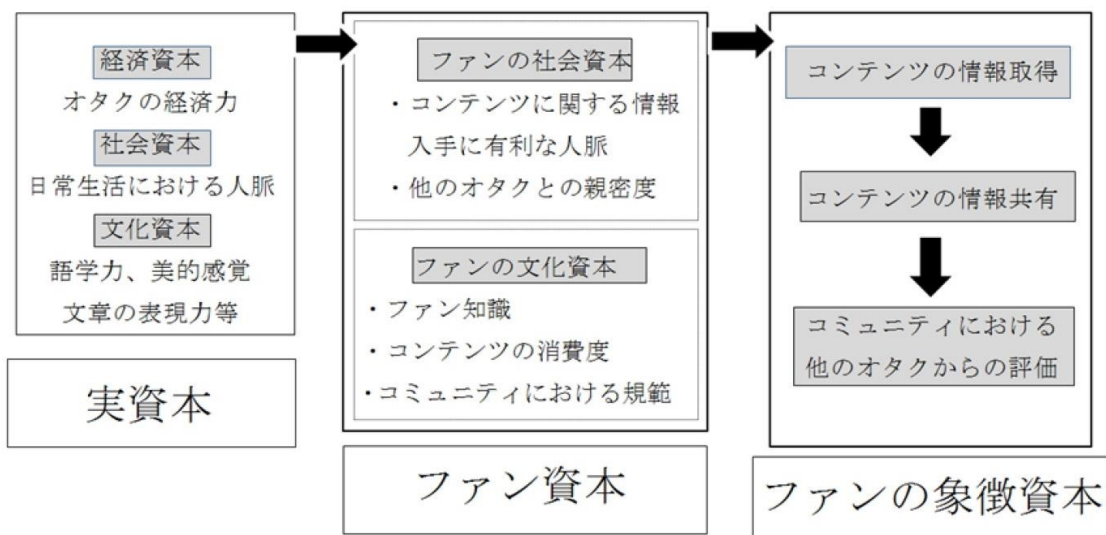 経済資本
オタクの経済力
社会資本
日常生活における人脈
文化資本
語学力、美的感覚
文章の表現力等
実資本
ファンの社会資本
・コンテンツに関する情報
入手に有利な人脈
・他のオタクとの親密度
ファンの文化資本
・ファン知識
・コンテンツの消費度
・コミュニティにおける規範
ファン資本
コンテンツの情報取得
コンテンツの情報共有
コミュニティにおける
他のオタクからの評価
ファンの象徴資本